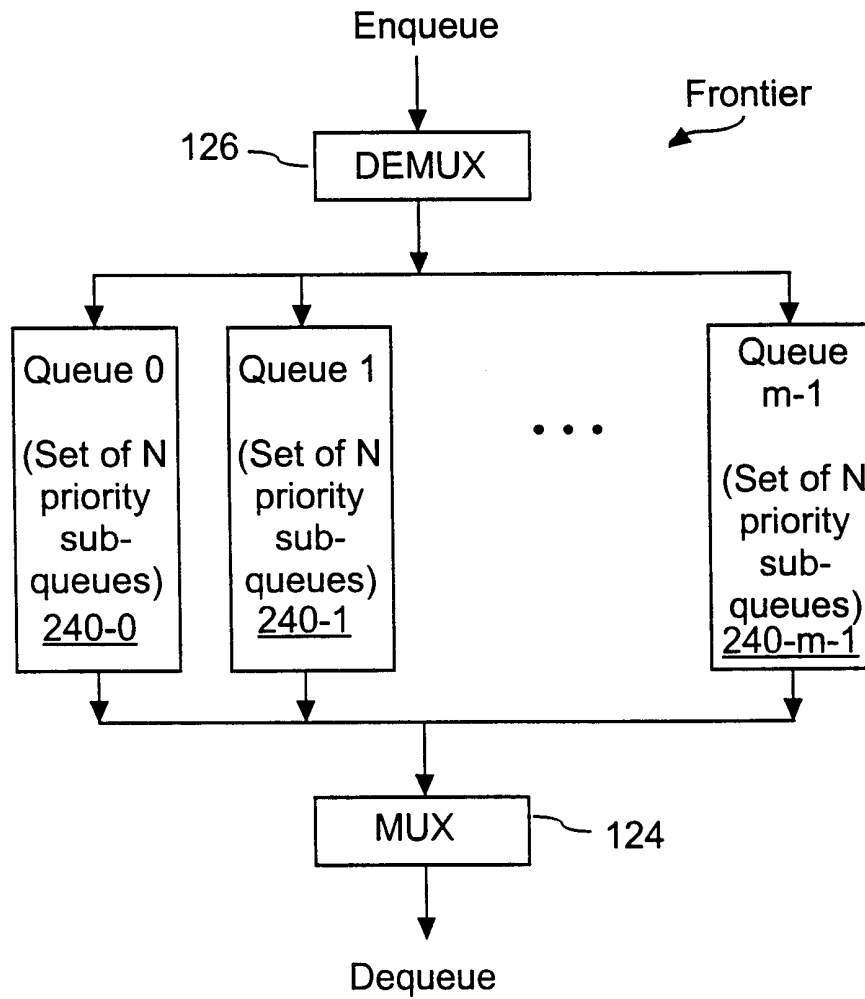 Enqueue
Frontier
126
DEMUX
Queue 0
(Set of N
priority
sub-
queues)
240-0
Queue 1
(Set of N
priority
sub-
queues)
240-1
• • •
Queue
m-1
(Set of N
priority
sub-
queues)
240-m-1
MUX
124
Dequeue